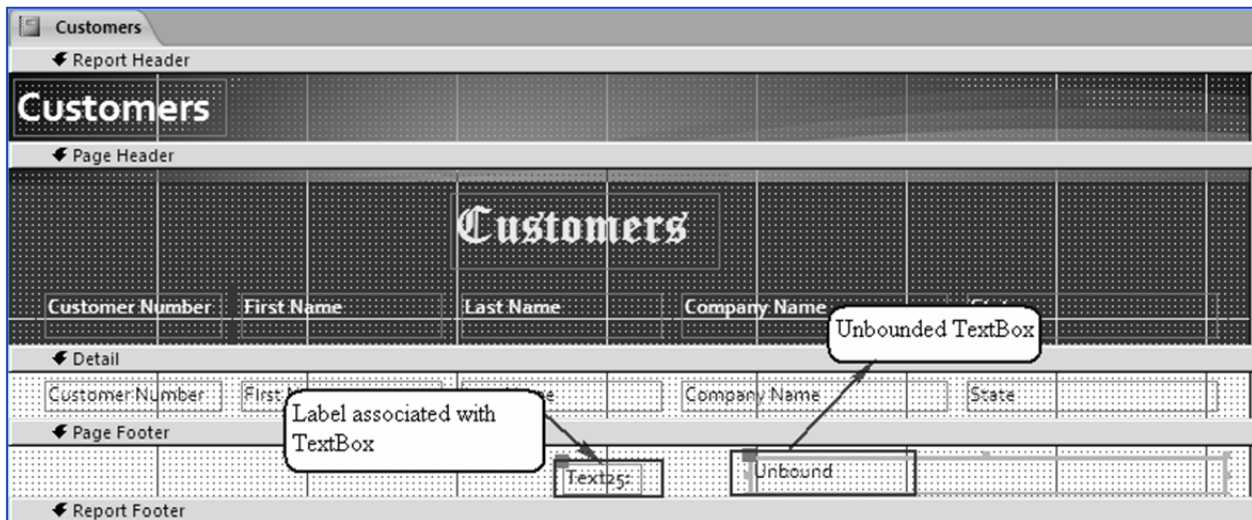 Customers
Report Header
Customers
Page Header
Customers
Customer Number First Name Last Name Company Name
Unbounded TextBox
Detail
Customer Number First Company Name State
Label associated with
TextBox
Page Footer
Text25: Unbound
Report Footer